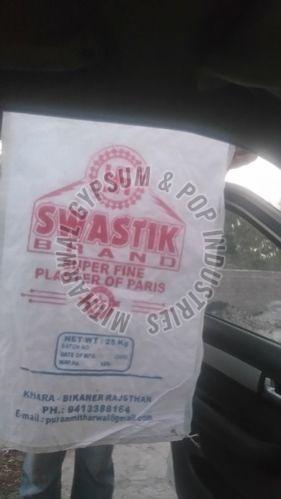 SWASTIK
BRAND
SUPER FINE
PLASTER OF PARIS
NET WT : 25 Kg
BATCH NO
DATE OF MFG.
KHARA - BIKANER RAJSTHAN
PH.: 9413388164
E-mail : puranmitharwal@gmail.com
MITHARWAL GYPSUM & POP INDUSTRIES